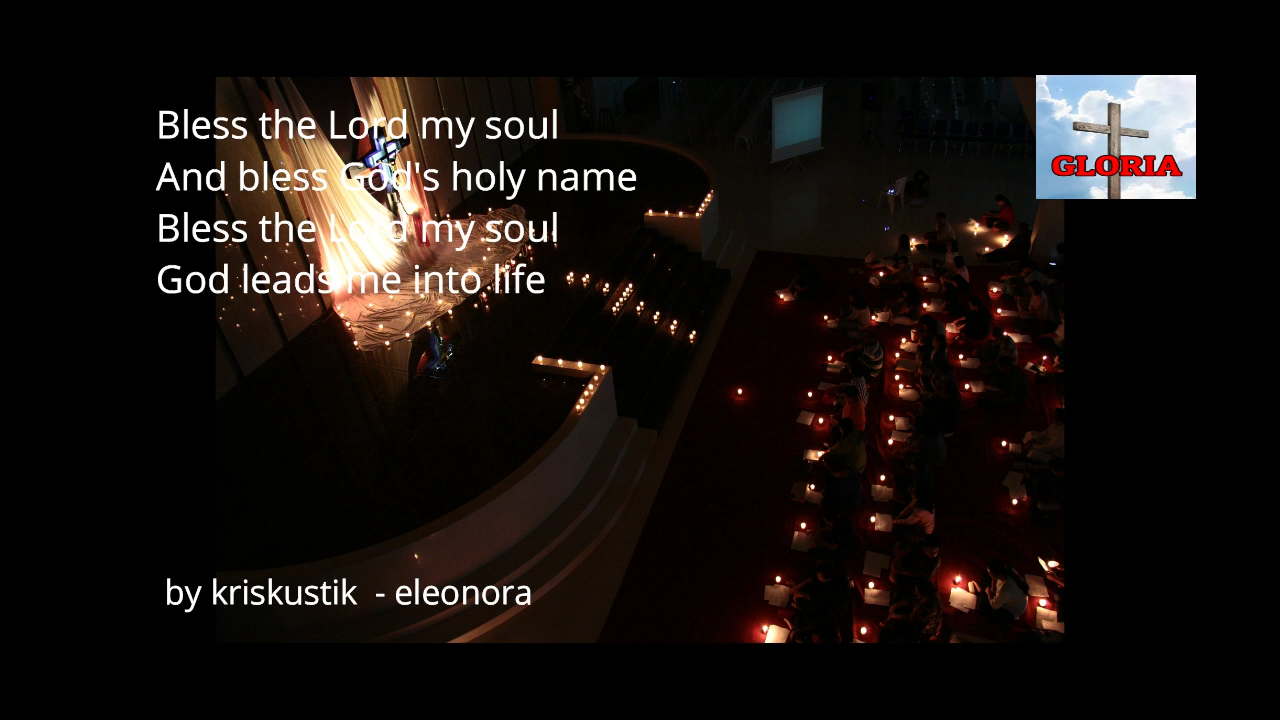 Bless the Lord my soul
And bless God's holy name
Bless the Lord my soul
God leads me into life
GLORIA
by kriskustik - eleonora